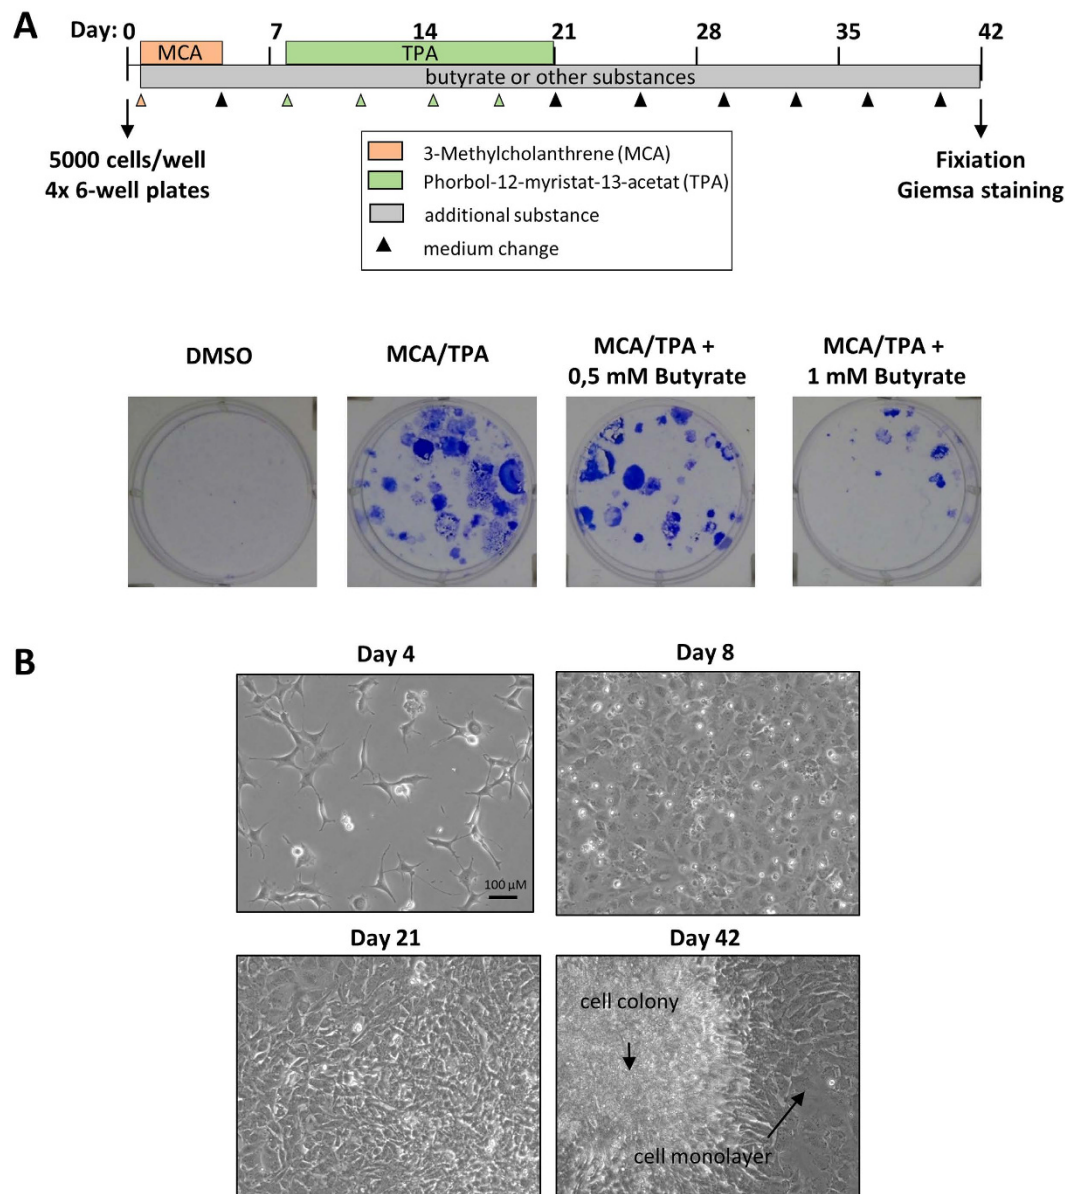 A
Day: 0 7 14 21 28 35 42
MCA TPA
butyrate or other substances
5000 cells/well
4x 6-well plates
Fixiation
Giemsa staining
3-Methylcholanthrene (MCA)
Phorbol-12-myristat-13-acetat (TPA)
additional substance
medium change
DMSO
MCA/TPA
MCA/TPA +
0,5 mM Butyrate
MCA/TPA +
1 mM Butyrate
B
Day 4
100 µM
Day 8
Day 21
Day 42
cell colony
cell monolayer